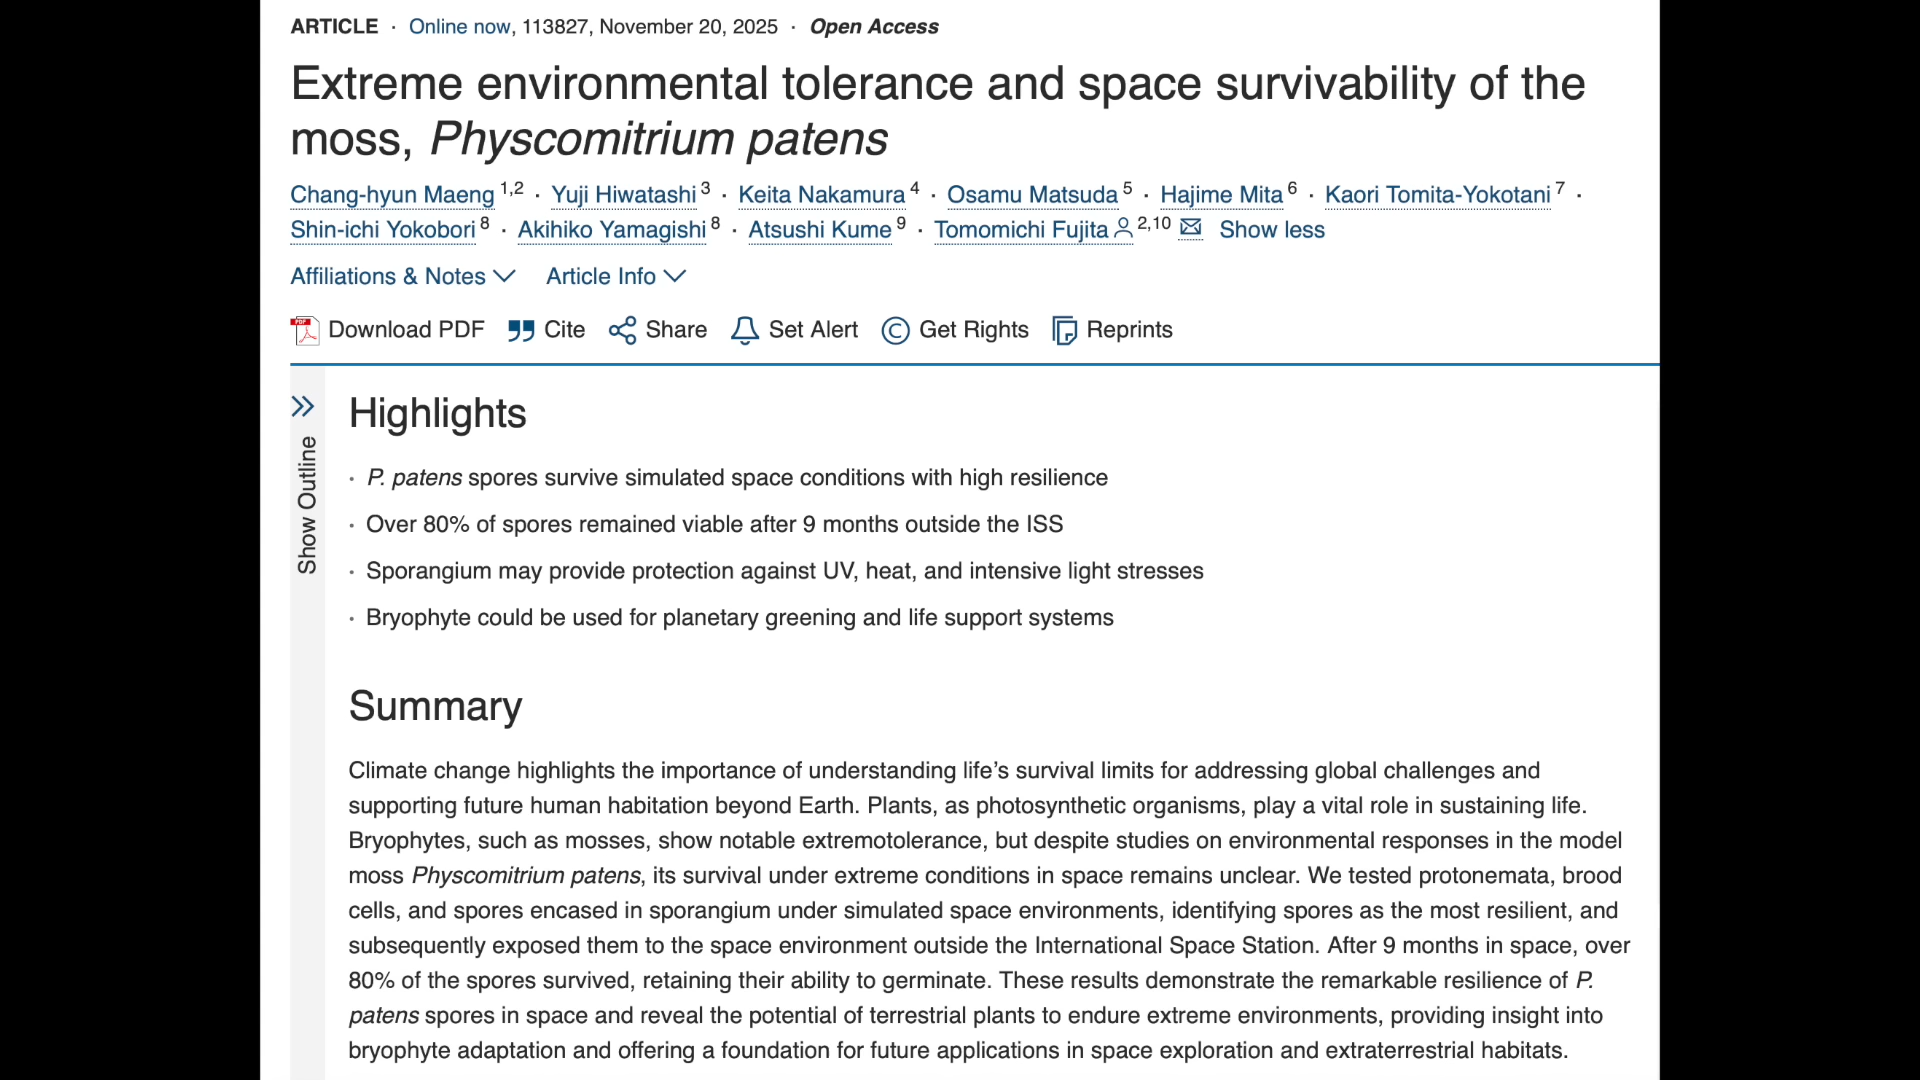 ARTICLE · Online now, 113827, November 20, 2025 · Open Access
Extreme environmental tolerance and space survivability of the
moss, Physcomitrium patens
Chang-hyun Maeng 1,2 · Yuji Hiwatashi 3 · Keita Nakamura 4 · Osamu Matsuda 5 · Hajime Mita 6 · Kaori Tomita-Yokotani 7 ·
Shin-ichi Yokobori 8 · Akihiko Yamagishi 8 · Atsushi Kume 9 · Tomomichi Fujita 2,10 Show less
Affiliations & Notes Article Info
PDF Download PDF Cite Share Set Alert © Get Rights Reprints
Show Outline
Highlights
· P. patens spores survive simulated space conditions with high resilience
· Over 80% of spores remained viable after 9 months outside the ISS
· Sporangium may provide protection against UV, heat, and intensive light stresses
· Bryophyte could be used for planetary greening and life support systems
Summary
Climate change highlights the importance of understanding life’s survival limits for addressing global challenges and
supporting future human habitation beyond Earth. Plants, as photosynthetic organisms, play a vital role in sustaining life.
Bryophytes, such as mosses, show notable extremotolerance, but despite studies on environmental responses in the model
moss Physcomitrium patens, its survival under extreme conditions in space remains unclear. We tested protonemata, brood
cells, and spores encased in sporangium under simulated space environments, identifying spores as the most resilient, and
subsequently exposed them to the space environment outside the International Space Station. After 9 months in space, over
80% of the spores survived, retaining their ability to germinate. These results demonstrate the remarkable resilience of P.
patens spores in space and reveal the potential of terrestrial plants to endure extreme environments, providing insight into
bryophyte adaptation and offering a foundation for future applications in space exploration and extraterrestrial habitats.